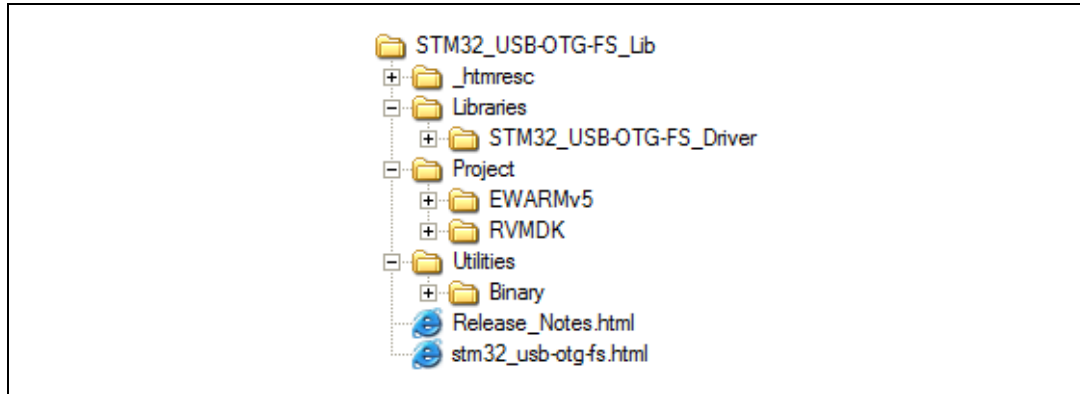 STM32_USB-OTG-FS_Lib
_htmresc
Libraries
STM32_USB-OTG-FS_Driver
Project
EWARMv5
RVMDK
Utilities
Binary
Release_Notes.html
stm32_usb-otg-fs.html